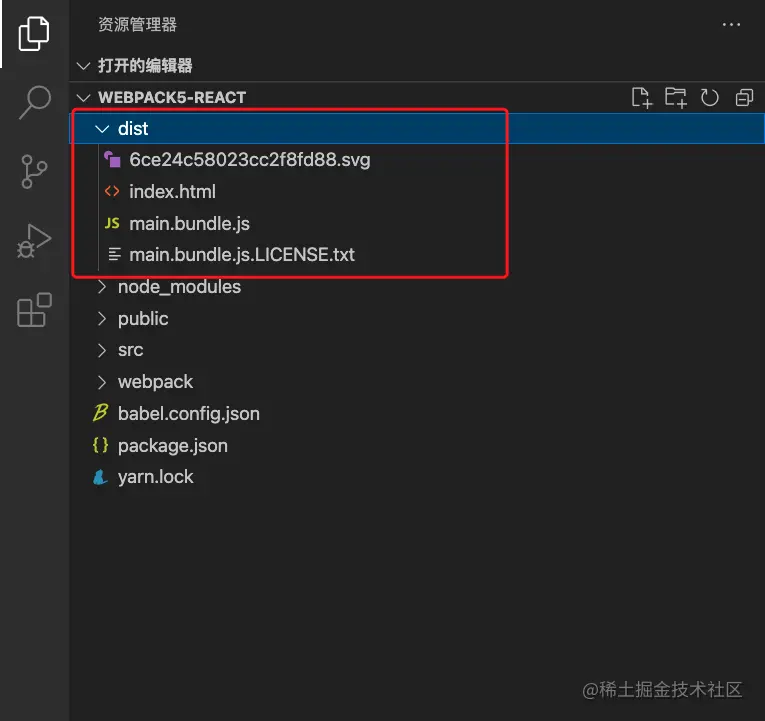 资源管理器
打开的编辑器
WEBPACK5-REACT
dist
6ce24c58023cc2f8fd88.svg
index.html
JS main.bundle.js
main.bundle.js.LICENSE.txt
node_modules
public
src
webpack
babel.config.json
package.json
yarn.lock
@稀土掘金技术社区